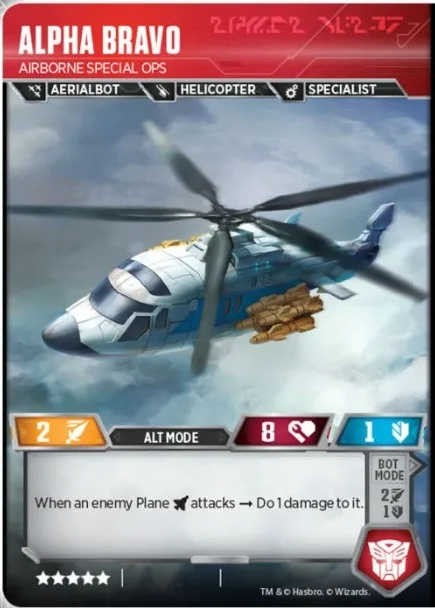 ALPHA BRAVO
AIRBORNE SPECIAL OPS
AERIALBOT HELICOPTER SPECIALIST
2 ALT MODE 8 1
When an enemy Plane attacks → Do 1 damage to it.
BOT
MODE
2
1
TM & © Hasbro. © Wizards.